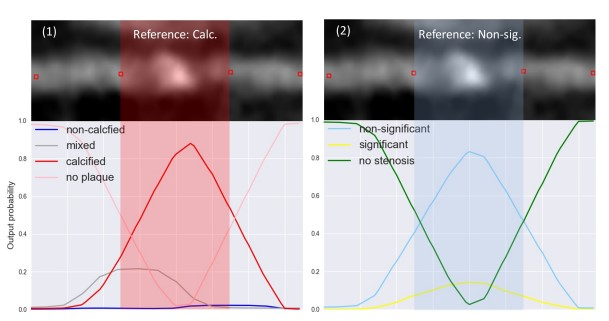 (1)
Reference: Calc.
(2)
Reference: Non-sig.
Output probability
1.0
0.8
0.6
0.4
0.2
0.0
non-calcfied
mixed
calcified
no plaque
1.0
0.8
0.6
0.4
0.2
0.0
non-significant
significant
no stenosis